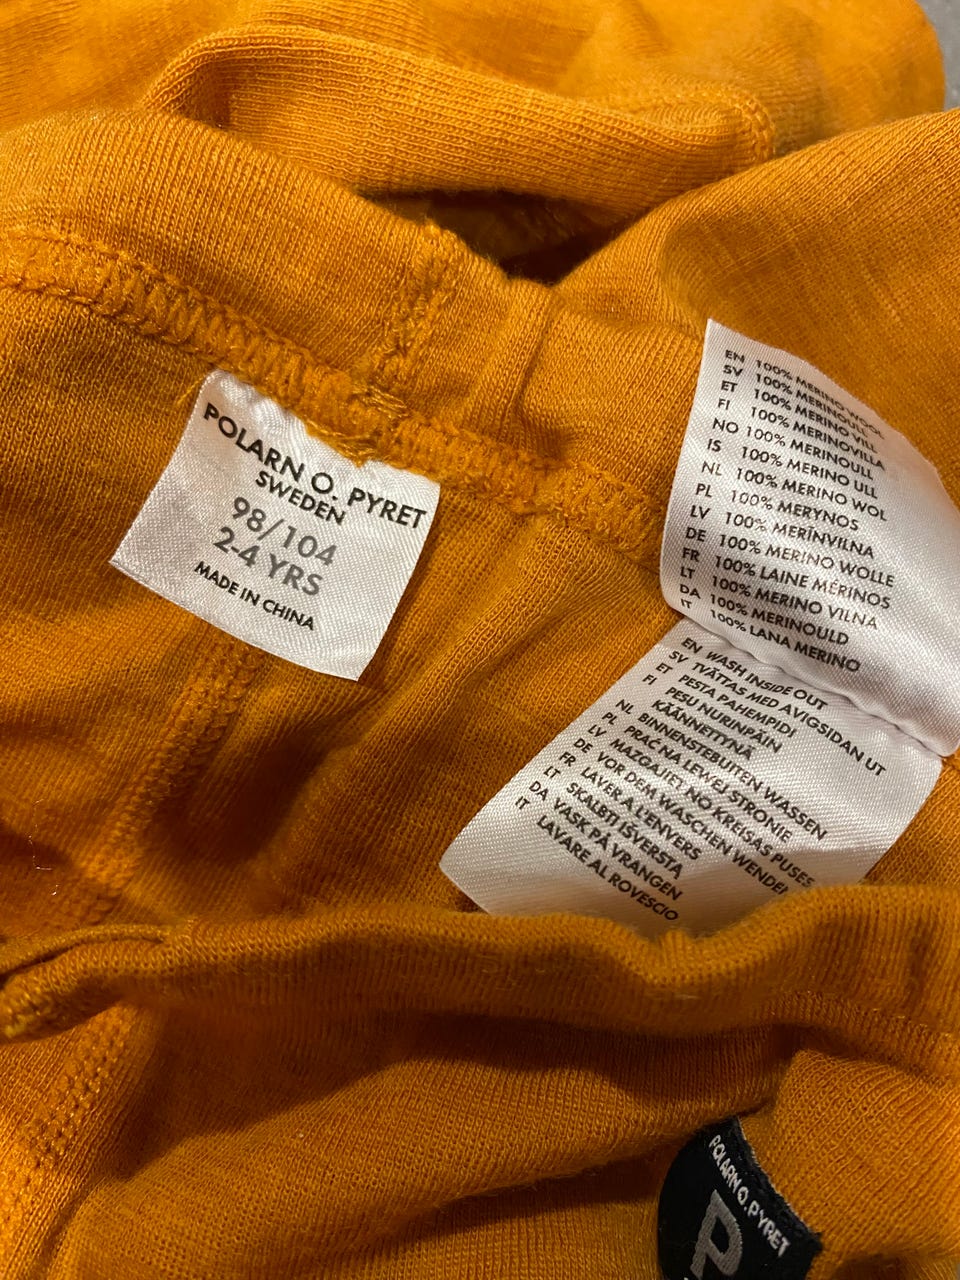 POLARN O. PYRET
SWEDEN
98/104
2-4 YRS
MADE IN CHINA
EN 100% MERINO WOOL
SV 100% MERINOULL
ET 100% MERINOVILL
FI 100% MERINOVILLA
NO 100% MERINOULL
IS 100% MERINO ULL
NL 100% MERINO WOL
PL 100% MERYNOS
LV 100% MERĪNVILNA
DE 100% MERINO WOLLE
FR 100% LAINE MÉRINOS
LT 100% MERINO VILNA
DA 100% MERINOULD
IT 100% LANA MERINO
EN WASH INSIDE OUT
SV TVÄTTAS MED AVIGSIDAN UT
ET PESTA PAHEMPIDI
FI PESU NURINPÄIN
KÄÄNNETTYNÄ
NL BINNENSTEBUITEN WASSEN
PL PRAĆ NA LEWEJ STRONIE
LV MAZGAJIET NO KREISAS PUSES
DE VOR DEM WASCHEN WENDEN
FR LAVER A L'ENVERS
LT SKALBTI IŠVERSTA
DA VASK PÅ VRANGEN
IT LAVARE AL ROVESCIO
POLARN O. PYRET
P